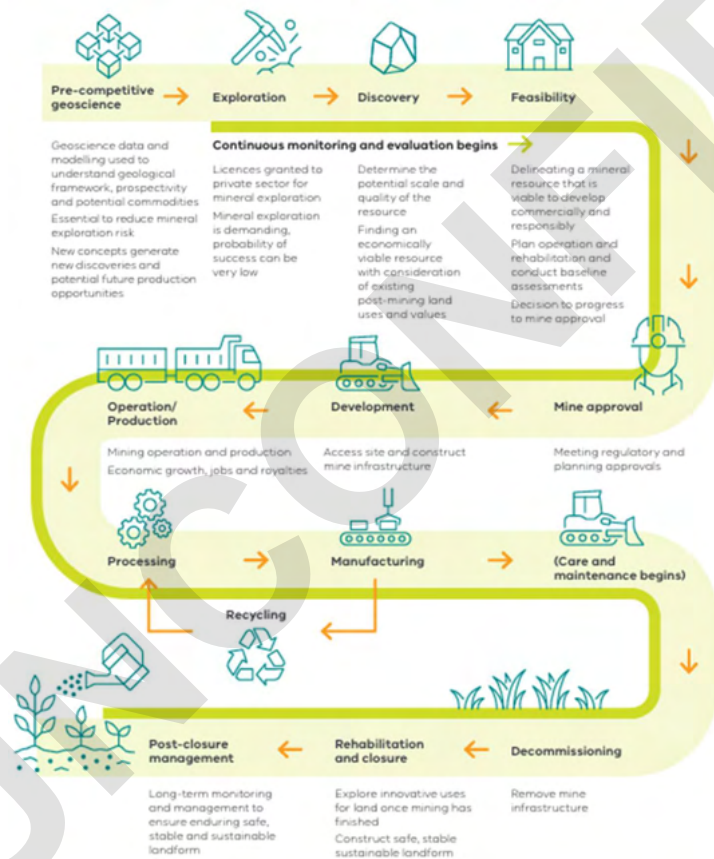 Pre-competitive
geoscience
Exploration
Discovery
Feasibility
Continuous monitoring and evaluation begins
Geoscience data and
modelling used to
understand geological
framework, prospectivity
and potential commodities
Essential to reduce mineral
exploration risk
New concepts generate
new discoveries and
potential future production
opportunities
Licences granted to
private sector for
mineral exploration
Mineral exploration
is demanding,
probability of
success can be
very low
Determine the
potential scale and
quality of the
resource
Finding an
economically
viable resource
with consideration
of existing
post-mining land
uses and values
Delineating a mineral
resource that is
viable to develop
commercially and
responsibly
Plan operation and
rehabilitation and
conduct baseline
assessments
Decision to progress
to mine approval
Operation/
Production
Development
Mine approval
Mining operation and production
Economic growth, jobs and royalties
Access site and construct
mine infrastructure
Meeting regulatory and
planning approvals
Processing
Manufacturing
(Care and
maintenance begins)
Recycling
Post-closure
management
Rehabilitation
and closure
Decommissioning
Long-term monitoring
and management to
ensure enduring safe,
stable and sustainable
landform
Explore innovative uses
for land once mining has
finished
Construct safe, stable
sustainable landform
Remove mine
infrastructure
UNCONFI